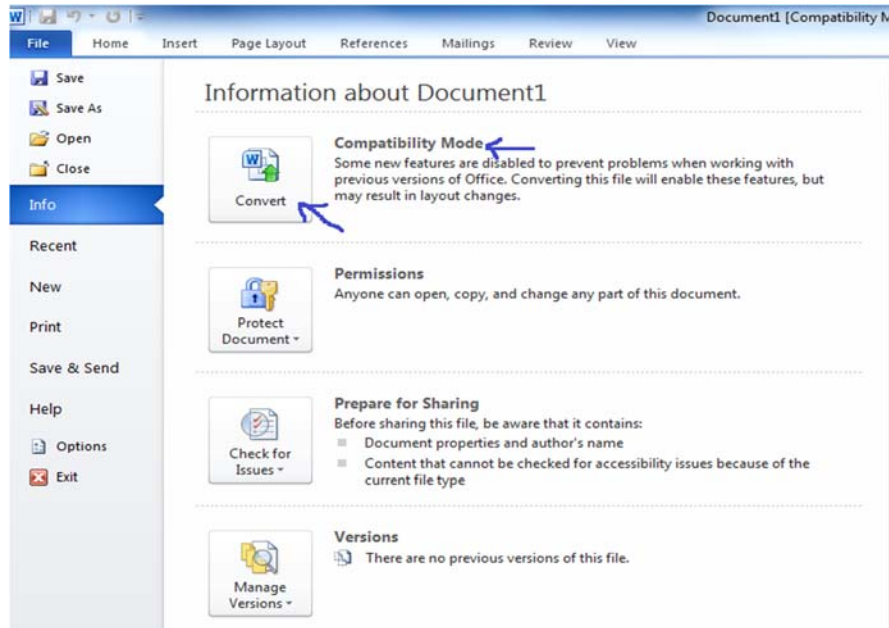 Document1 [Compatibility M
File Home Insert Page Layout References Mailings Review View
Save
Save As
Open
Close
Info
Recent
New
Print
Save & Send
Help
Options
Exit
Information about Document1
Convert
Compatibility Mode
Some new features are disabled to prevent problems when working with
previous versions of Office. Converting this file will enable these features, but
may result in layout changes.
Protect
Document
Permissions
Anyone can open, copy, and change any part of this document.
Check for
Issues
Prepare for Sharing
Before sharing this file, be aware that it contains:
Document properties and author's name
Content that cannot be checked for accessibility issues because of the
current file type
Manage
Versions
Versions
There are no previous versions of this file.